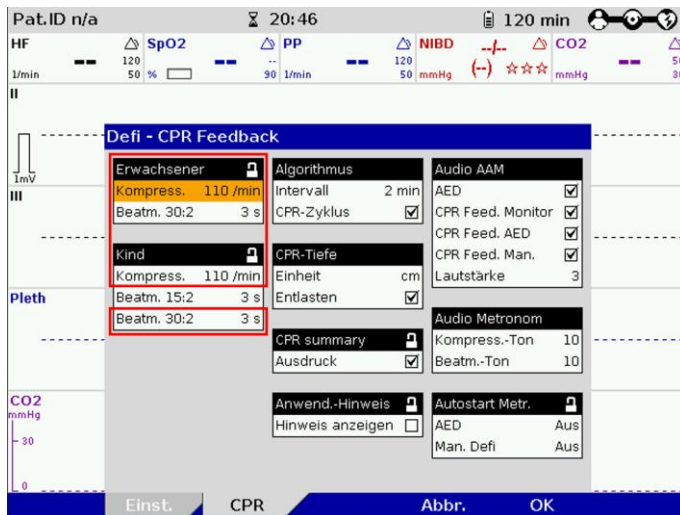 Pat.ID n/a 20:46 120 min
HF SpO2 PP NIBD --/-- CO2
-- 120 -- -- -- 120 (--) ☆☆☆ --
1/min 50 % 90 1/min 50 mmHg mmHg
II
1mV
III
Pleth
CO2
mmHg
30
0
Defi - CPR Feedback
Erwachsener
Kompress. 110 /min
Beatm. 30:2 3 s
Kind
Kompress. 110 /min
Beatm. 15:2 3 s
Beatm. 30:2 3 s
Algorithmus
Intervall 2 min
CPR-Zyklus
CPR-Tiefe
Einheit cm
Entlasten
CPR summary
Ausdruck
Anwend.-Hinweis
Hinweis anzeigen
Audio AAM
AED
CPR Feed. Monitor
CPR Feed. AED
CPR Feed. Man.
Lautstärke 3
Audio Metronom
Kompress.-Ton 10
Beatm.-Ton 10
Autostart Metr.
AED Aus
Man. Defi Aus
Einst. CPR Abbr. OK